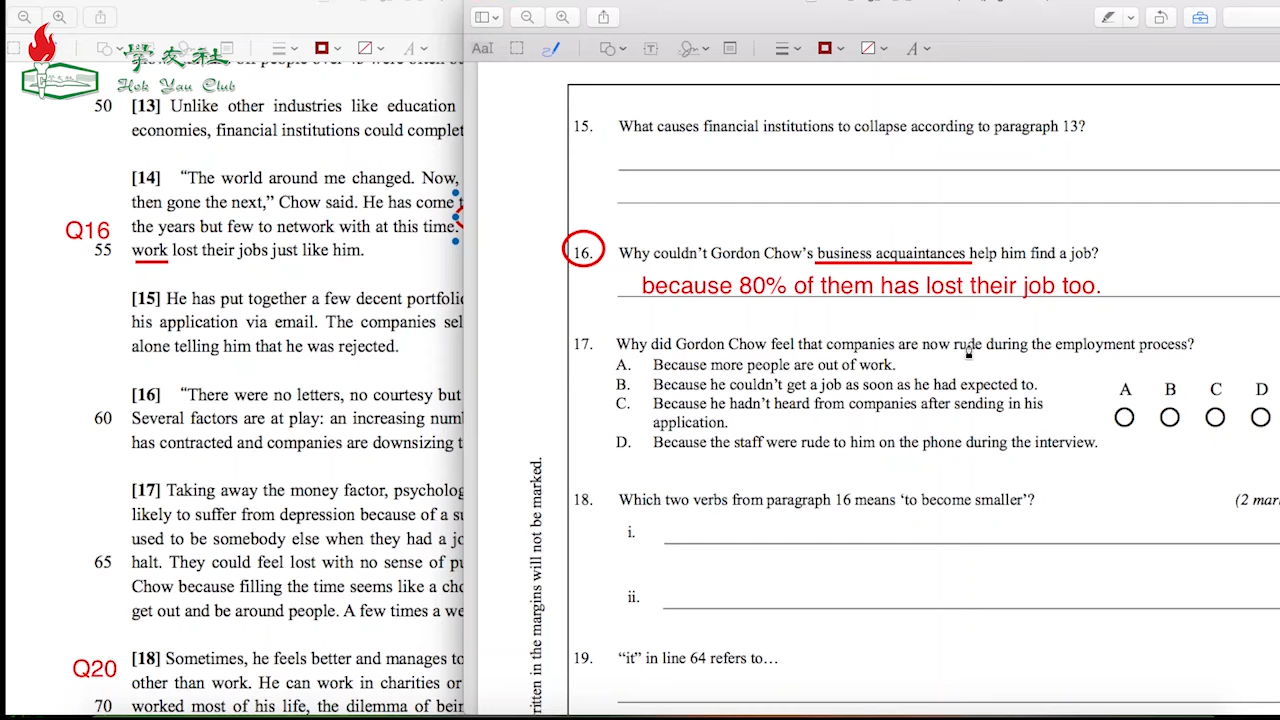 學友社
Hok Yau Club
50 [13] Unlike other industries like education
economies, financial institutions could complet
[14] “The world around me changed. Now,
then gone the next,” Chow said. He has come t
Q16
the years but few to network with at this time.
55 work lost their jobs just like him.
[15] He has put together a few decent portfolio
his application via email. The companies sel
alone telling him that he was rejected.
[16] “There were no letters, no courtesy but
60 Several factors are at play: an increasing num
has contracted and companies are downsizing t
[17] Taking away the money factor, psycholog
likely to suffer from depression because of a su
used to be somebody else when they had a jo
65 halt. They could feel lost with no sense of pu
Chow because filling the time seems like a cho
get out and be around people. A few times a we
Q20
[18] Sometimes, he feels better and manages to
other than work. He can work in charities or
70 worked most of his life, the dilemma of bein
AaI
15. What causes financial institutions to collapse according to paragraph 13?
16. Why couldn’t Gordon Chow’s business acquaintances help him find a job?
because 80% of them has lost their job too.
17. Why did Gordon Chow feel that companies are now rude during the employment process?
A. Because more people are out of work.
B. Because he couldn’t get a job as soon as he had expected to.
C. Because he hadn’t heard from companies after sending in his
application.
D. Because the staff were rude to him on the phone during the interview.
A B C D
18. Which two verbs from paragraph 16 means ‘to become smaller’?
(2 mar
i.
ii.
19. “it” in line 64 refers to…
ritten in the margins will not be marked.